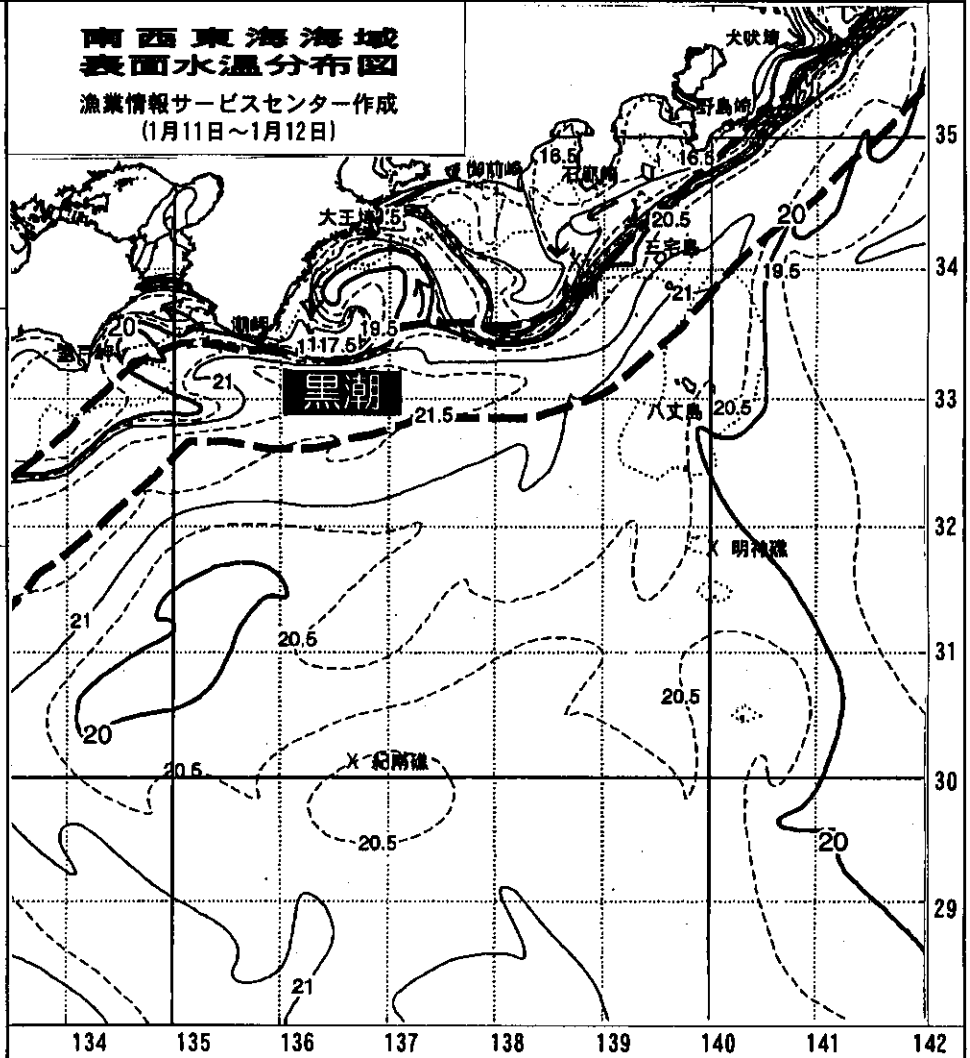 南西東海海域
表面水温分布図
漁業情報サービスセンター作成
(1月11日～1月12日)
犬吠埼
野島崎
35
御前崎
16.5
石廊崎
16.5
大王埼
20.5
20
三宅島
34
19.5
21
20
潮岬
19.5
17.5
室戸岬
21
黒潮
33
21.5
八丈島
20.5
32
X 明神礁
21
20.5
31
20.5
20
X 紀南礁
20.5
30
20.5
20
29
21
134 135 136 137 138 139 140 141 142